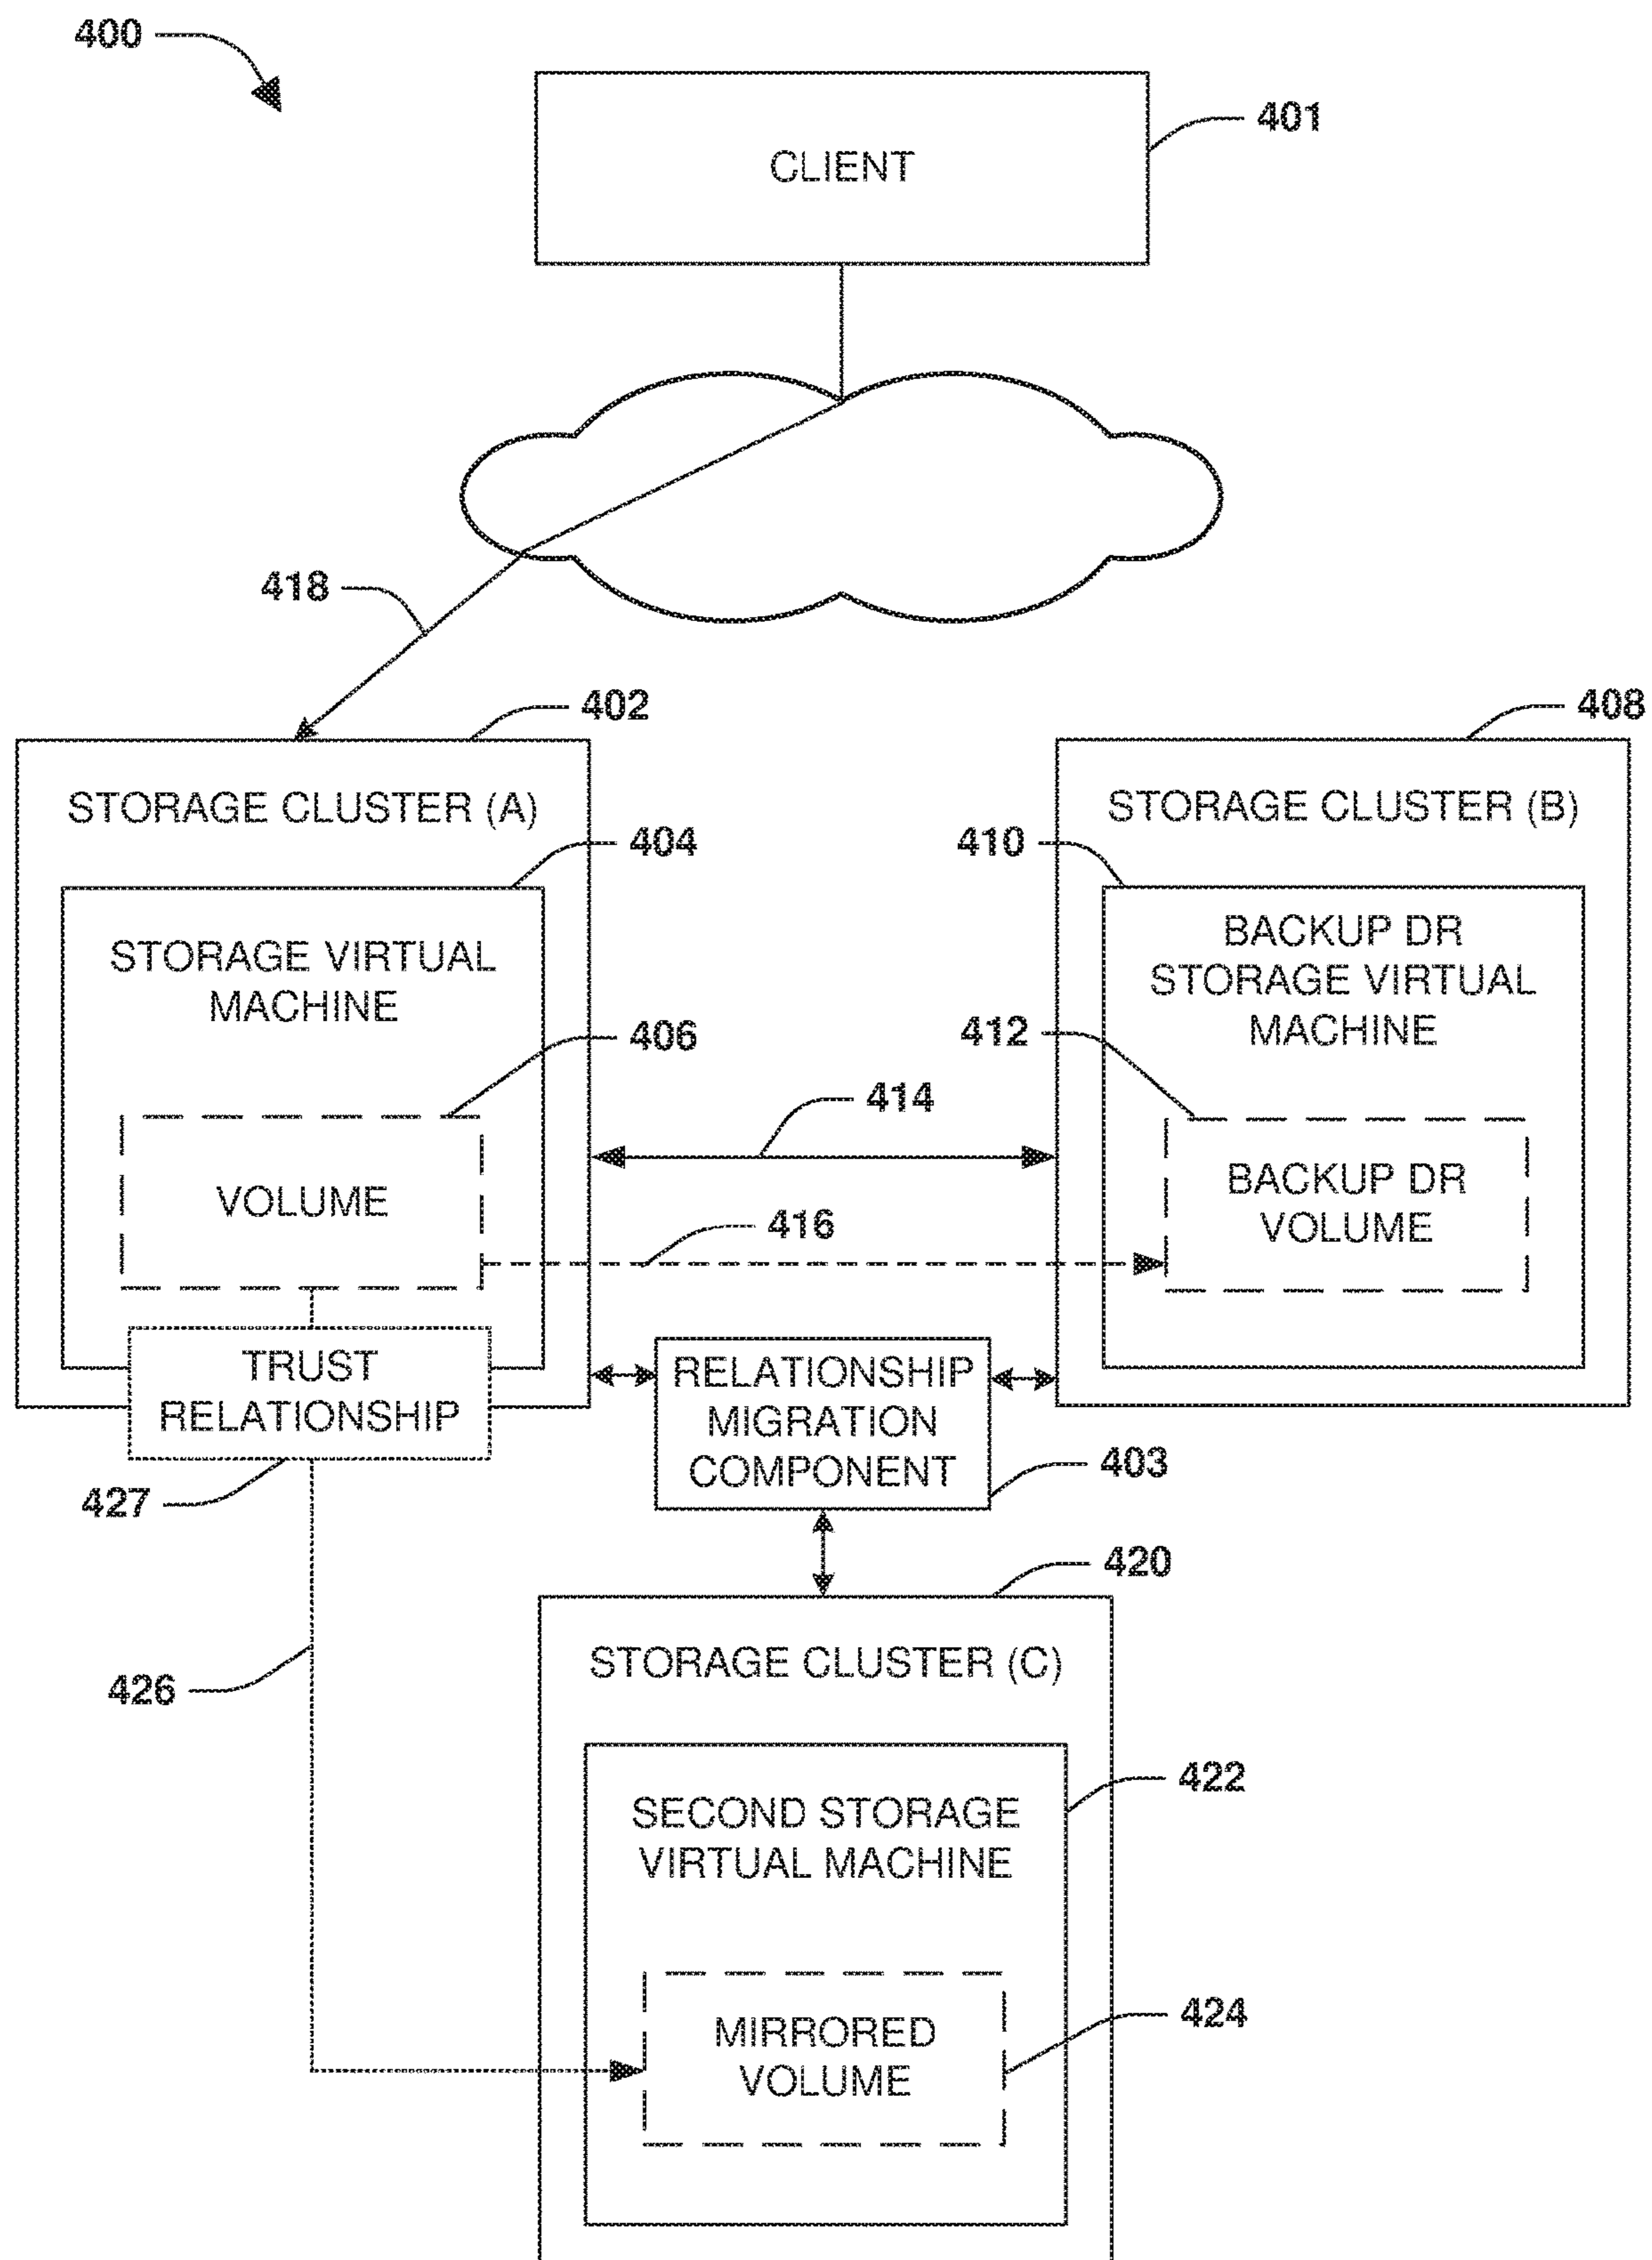 400
CLIENT
401
418
402
408
STORAGE CLUSTER (A)
404
STORAGE VIRTUAL
MACHINE
406
VOLUME
TRUST
RELATIONSHIP
427
414
416
STORAGE CLUSTER (B)
410
BACKUP DR
STORAGE VIRTUAL
MACHINE
412
BACKUP DR
VOLUME
RELATIONSHIP
MIGRATION
COMPONENT
403
420
426
STORAGE CLUSTER (C)
SECOND STORAGE
VIRTUAL MACHINE
422
MIRRORED
VOLUME
424